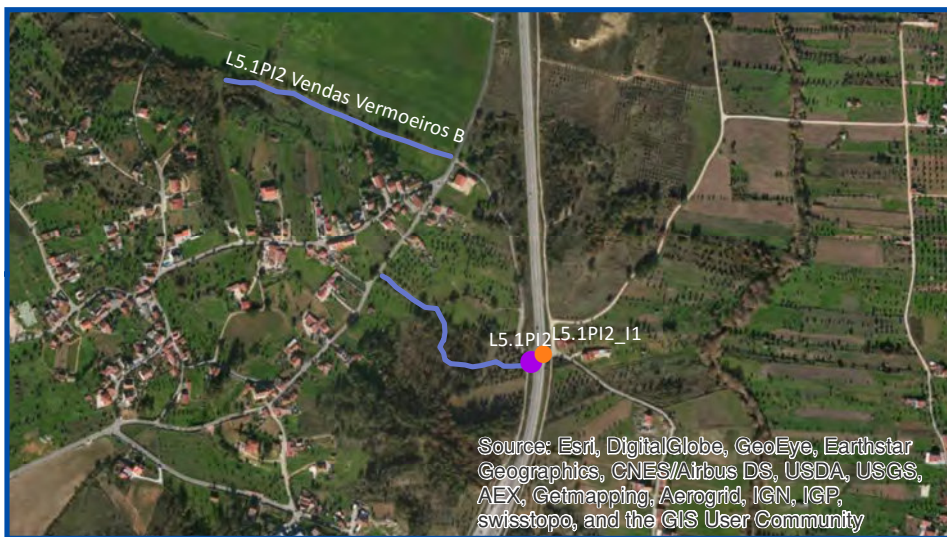 L5.1PI2 Vendas Vermoeiros B
L5.1PI2
L5.1PI2_I1
Source: Esri, DigitalGlobe, GeoEye, Earthstar
Geographics, CNES/Airbus DS, USDA, USGS,
AEX, Getmapping, Aerogrid, IGN, IGP,
swisstopo, and the GIS User Community